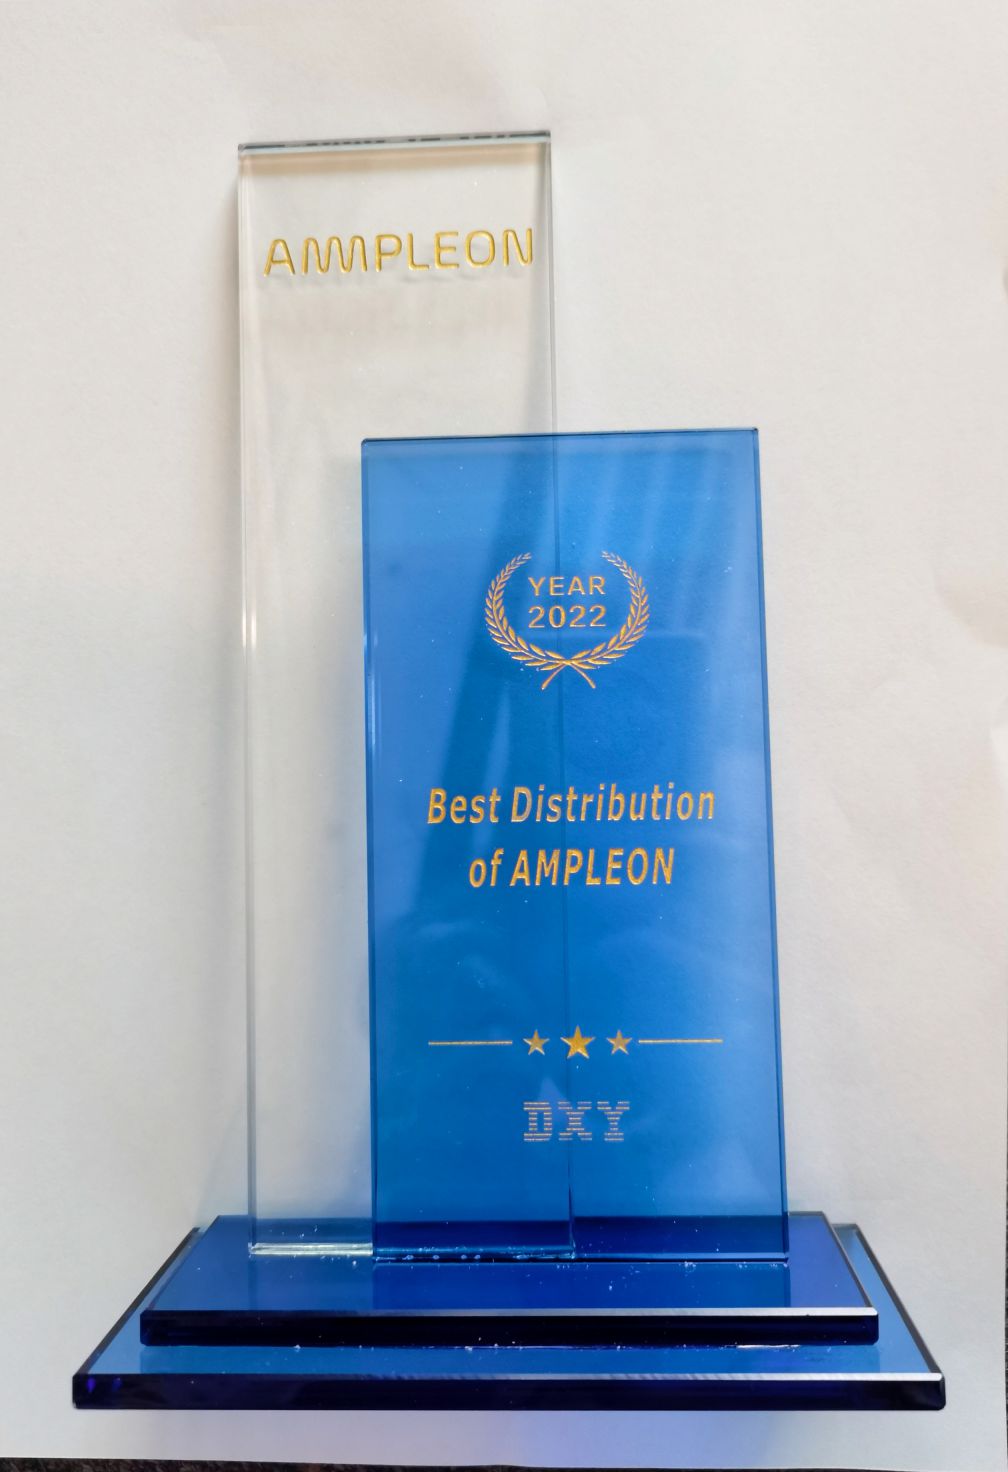 AMPLEON
YEAR
2022
Best Distribution
of AMPLEON
DXY